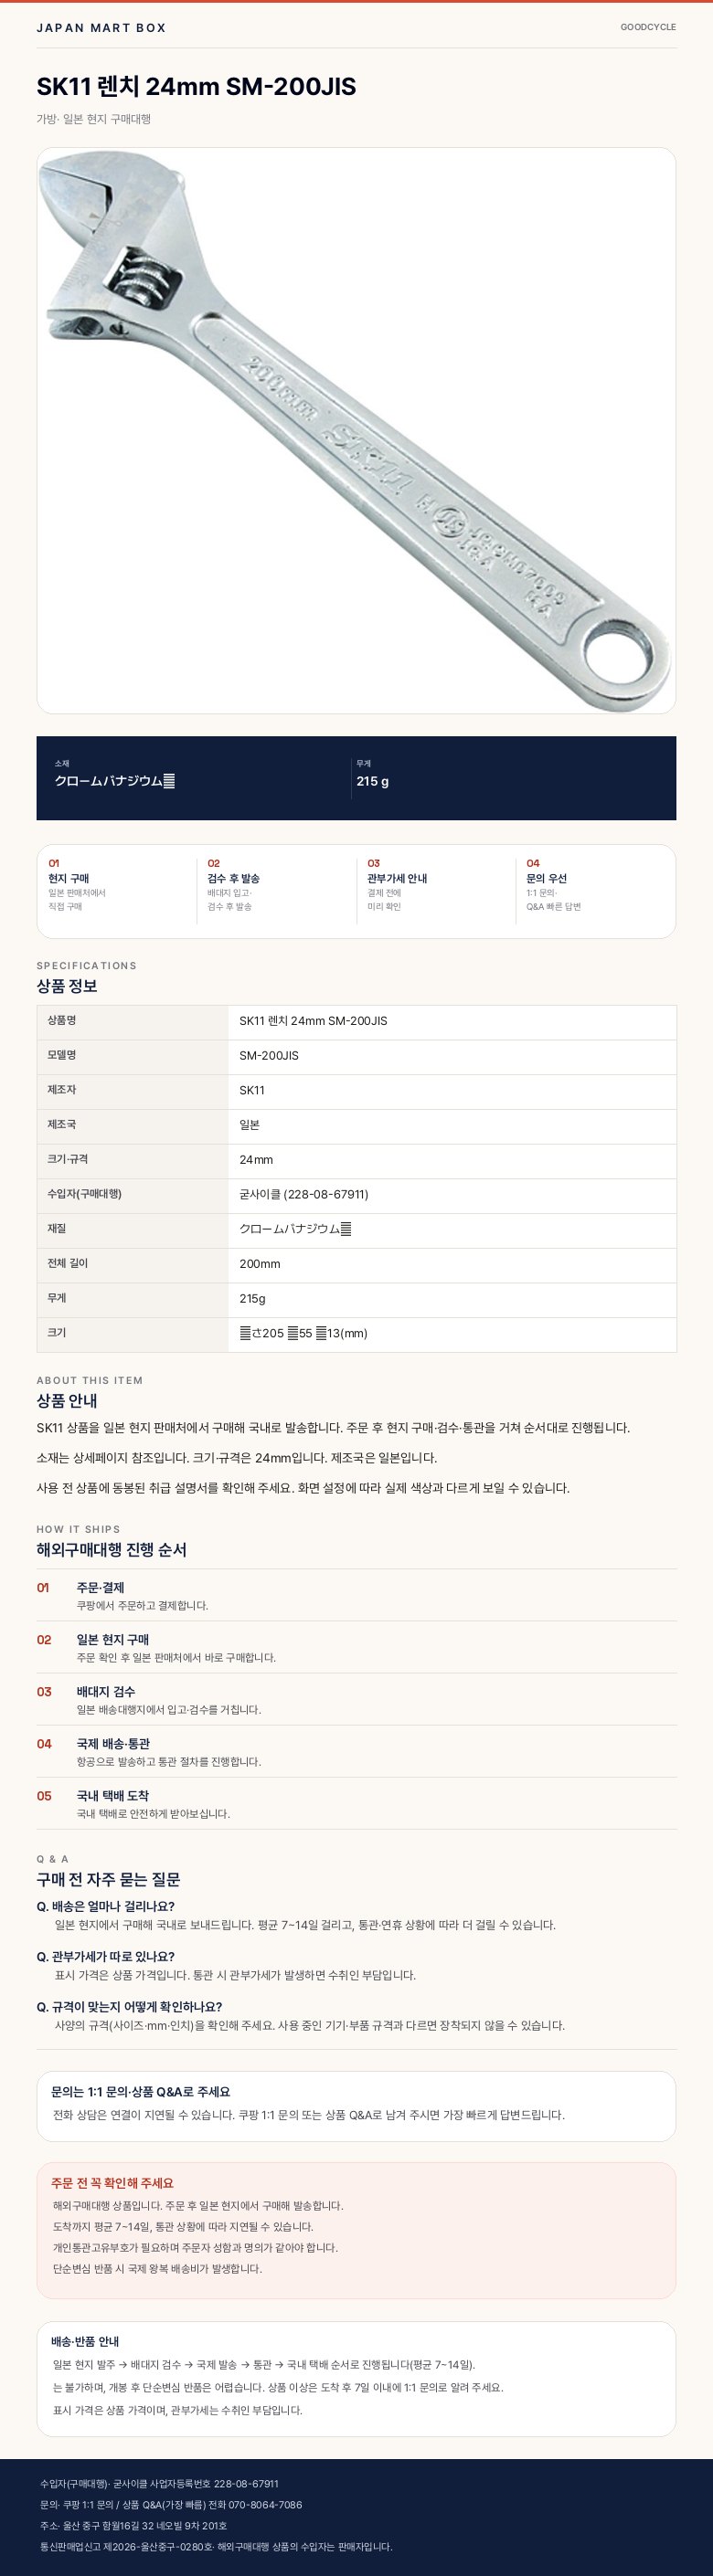 JAPAN MART BOX
GOODCYCLE
SK11 렌치 24mm SM-200JIS
가방· 일본 현지 구매대행
200mm
SK11
H
소재
クロームバナジウム
무게
215 g
01
현지 구매
일본 판매처에서
직접 구매
02
검수 후 발송
배대지 입고·
검수 후 발송
03
관부가세 안내
결제 전에
미리 확인
04
문의 우선
1:1 문의·
Q&A 빠른 답변
SPECIFICATIONS
상품 정보
상품명 SK11 렌치 24mm SM-200JIS
모델명 SM-200JIS
제조자 SK11
제조국 일본
크기·규격 24mm
수입자(구매대행) 굳사이클 (228-08-67911)
재질 クロームバナジウム
전체 길이 200mm
무게 215g
크기 さ205 55 13(mm)
ABOUT THIS ITEM
상품 안내
SK11 상품을 일본 현지 판매처에서 구매해 국내로 발송합니다. 주문 후 현지 구매·검수·통관을 거쳐 순서대로 진행됩니다.
소재는 상세페이지 참조입니다. 크기·규격은 24mm입니다. 제조국은 일본입니다.
사용 전 상품에 동봉된 취급 설명서를 확인해 주세요. 화면 설정에 따라 실제 색상과 다르게 보일 수 있습니다.
HOW IT SHIPS
해외구매대행 진행 순서
01 주문·결제
쿠팡에서 주문하고 결제합니다.
02 일본 현지 구매
주문 확인 후 일본 판매처에서 바로 구매합니다.
03 배대지 검수
일본 배송대행지에서 입고·검수를 거칩니다.
04 국제 배송·통관
항공으로 발송하고 통관 절차를 진행합니다.
05 국내 택배 도착
국내 택배로 안전하게 받아보십니다.
Q & A
구매 전 자주 묻는 질문
Q. 배송은 얼마나 걸리나요?
일본 현지에서 구매해 국내로 보내드립니다. 평균 7~14일 걸리고, 통관·연휴 상황에 따라 더 걸릴 수 있습니다.
Q. 관부가세가 따로 있나요?
표시 가격은 상품 가격입니다. 통관 시 관부가세가 발생하면 수취인 부담입니다.
Q. 규격이 맞는지 어떻게 확인하나요?
사양의 규격(사이즈·mm·인치)을 확인해 주세요. 사용 중인 기기·부품 규격과 다르면 장착되지 않을 수 있습니다.
문의는 1:1 문의·상품 Q&A로 주세요
전화 상담은 연결이 지연될 수 있습니다. 쿠팡 1:1 문의 또는 상품 Q&A로 남겨 주시면 가장 빠르게 답변드립니다.
주문 전 꼭 확인해 주세요
해외구매대행 상품입니다. 주문 후 일본 현지에서 구매해 발송합니다.
도착까지 평균 7~14일, 통관 상황에 따라 지연될 수 있습니다.
개인통관고유부호가 필요하며 주문자 성함과 명의가 같아야 합니다.
단순변심 반품 시 국제 왕복 배송비가 발생합니다.
배송·반품 안내
일본 현지 발주 → 배대지 검수 → 국제 발송 → 통관 → 국내 택배 순서로 진행됩니다(평균 7~14일).
는 불가하며, 개봉 후 단순변심 반품은 어렵습니다. 상품 이상은 도착 후 7일 이내에 1:1 문의로 알려 주세요.
표시 가격은 상품 가격이며, 관부가세는 수취인 부담입니다.
수입자(구매대행)· 굳사이클 사업자등록번호 228-08-67911
문의· 쿠팡 1:1 문의 / 상품 Q&A(가장 빠름) 전화 070-8064-7086
주소· 울산 중구 함월16길 32 네오빌 9차 201호
통신판매업신고 제2026-울산중구-0280호· 해외구매대행 상품의 수입자는 판매자입니다.